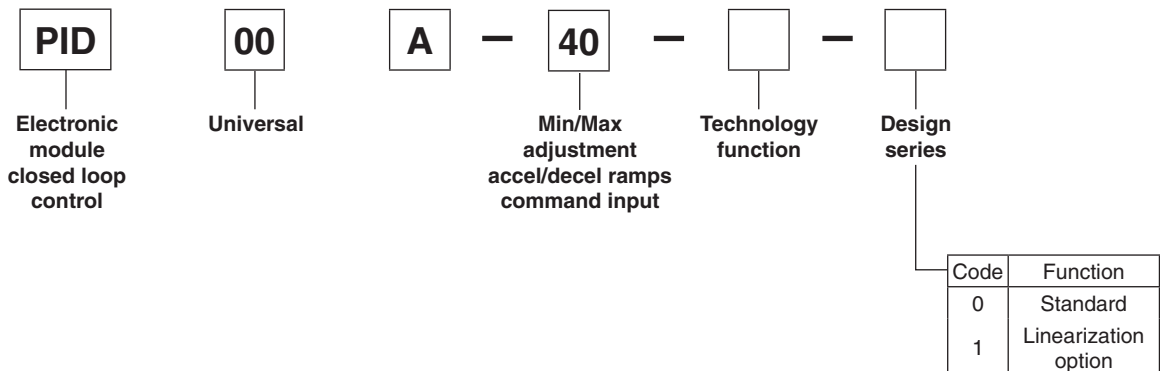 PID 00 A – 40 – –
Electronic module closed loop control
Universal
Min/Max adjustment accel/decel ramps command input
Technology function
Design series
Code Function
0 Standard
1 Linearization option